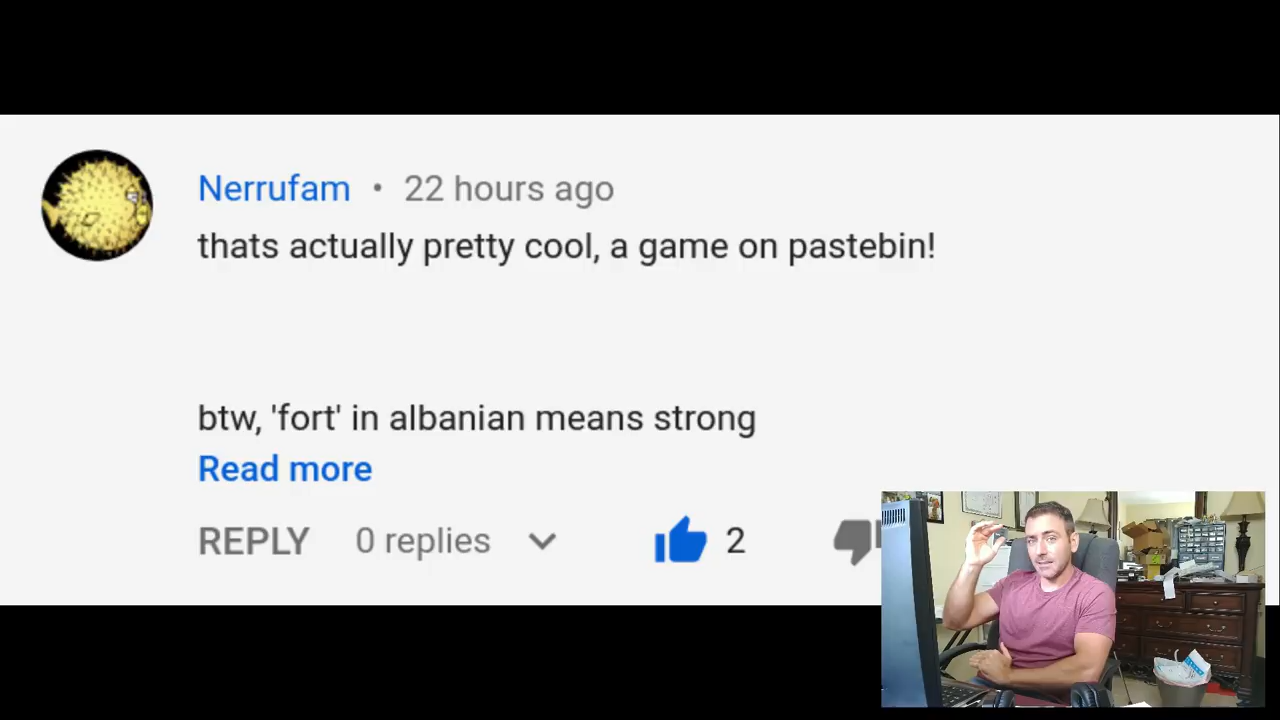 Nerrufam • 22 hours ago
thats actually pretty cool, a game on pastebin!
btw, 'fort' in albanian means strong
Read more
REPLY 0 replies 2